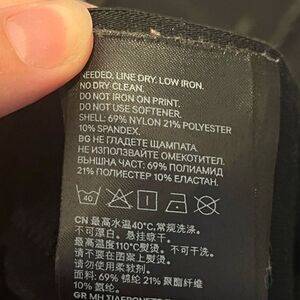 NEEDED. LINE DRY. LOW IRON.
NO DRY CLEAN.
DO NOT IRON ON PRINT.
DO NOT USE SOFTENER.
SHELL: 69% NYLON 21% POLYESTER
10% SPANDEX.
BG НЕ ГЛАДЕТЕ ЩАМПАТА.
НЕ ИЗПОЛЗВАЙТЕ ОМЕКОТИТЕЛ.
ВЪНШНА ЧАСТ: 69% ПОЛИАМИД
21% ПОЛИЕСТЕР 10% ЕЛАСТАН.
40
CN 最高水温40℃.常规洗涤.
不可漂白。悬挂晾干。
最高温度110℃熨烫。不可干洗。
请不要在图案上熨烫。
请勿使用柔软剂。
面料: 69% 锦纶 21% 聚酯纤维
10% 氨纶。
GR ΜΗ ΣΙΔΕΡΩΣΕΤΕ